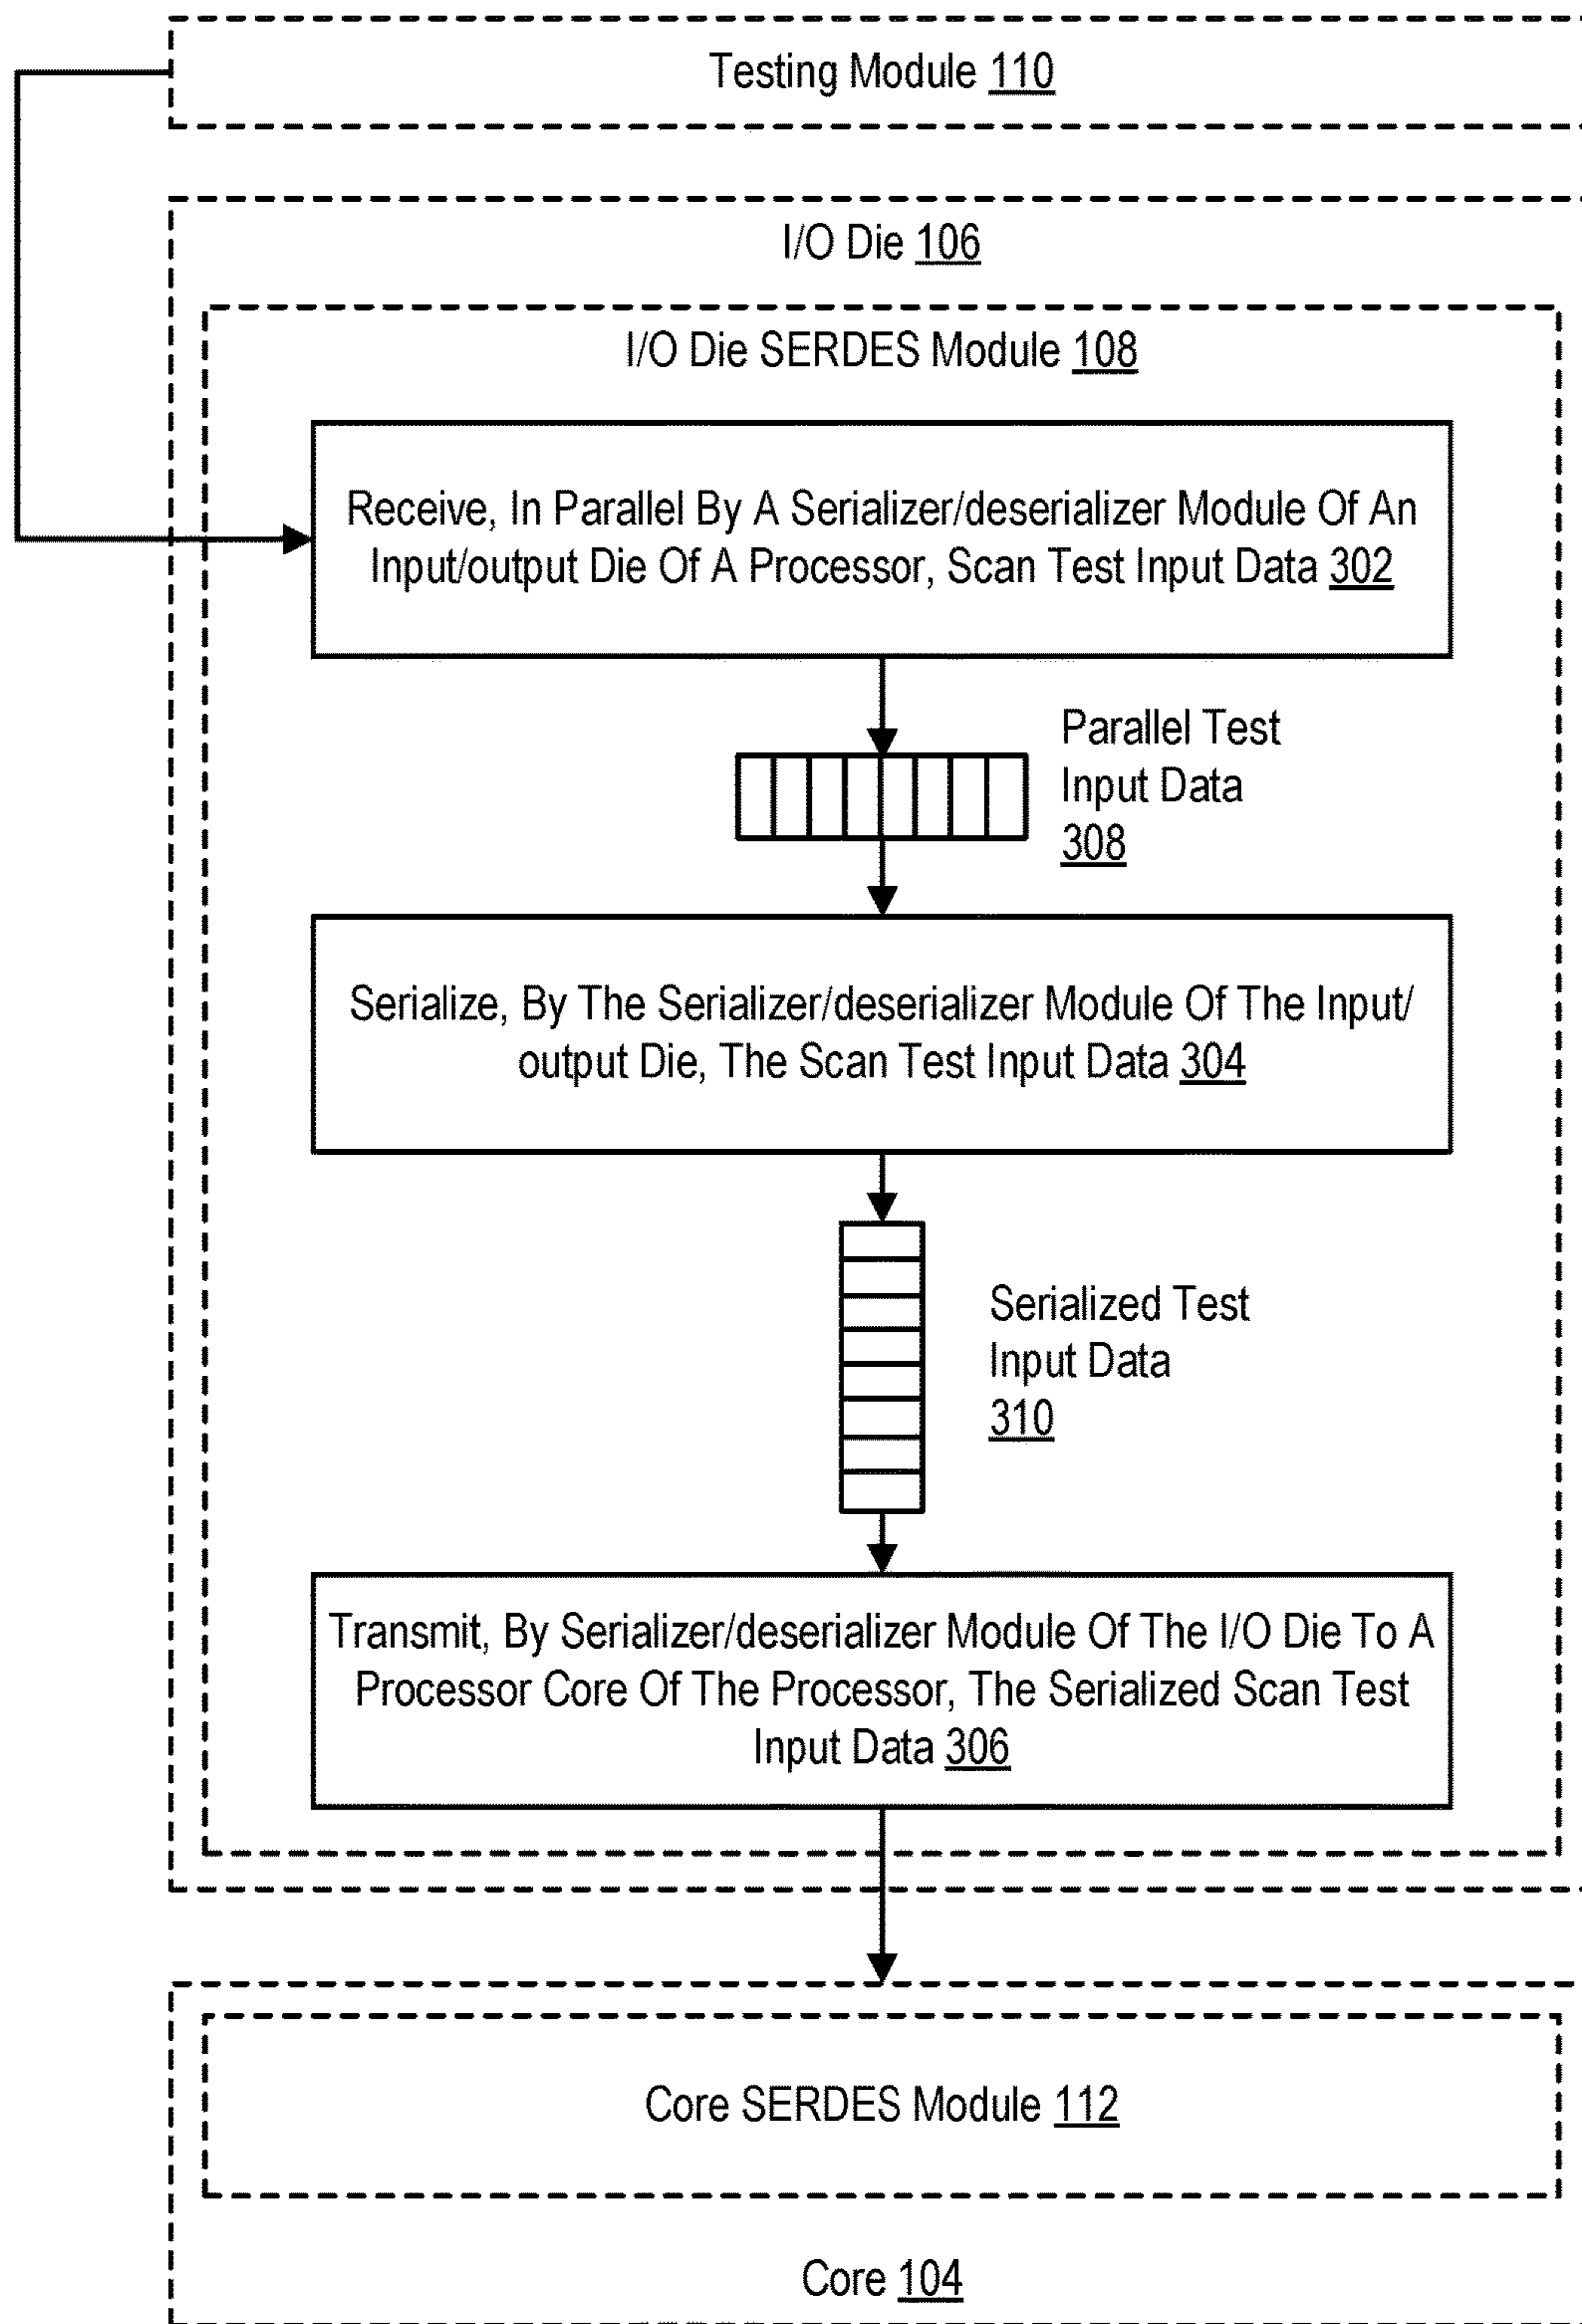 Testing Module 110
I/O Die 106
I/O Die SERDES Module 108
Receive, In Parallel By A Serializer/deserializer Module Of An
Input/output Die Of A Processor, Scan Test Input Data 302
Parallel Test
Input Data
308
Serialize, By The Serializer/deserializer Module Of The Input/
output Die, The Scan Test Input Data 304
Serialized Test
Input Data
310
Transmit, By Serializer/deserializer Module Of The I/O Die To A
Processor Core Of The Processor, The Serialized Scan Test
Input Data 306
Core SERDES Module 112
Core 104